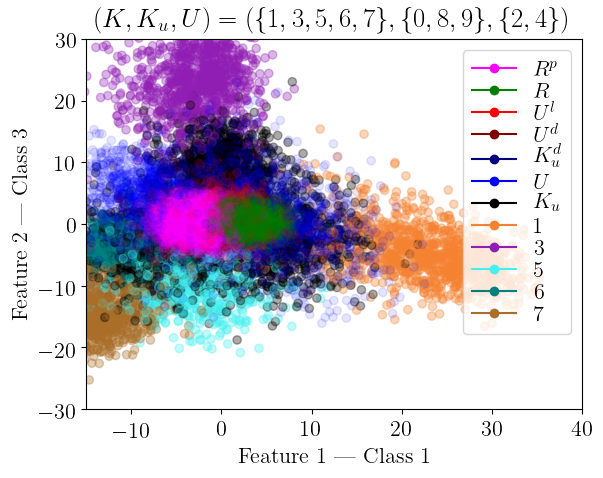 (K, K_u, U) = ({1, 3, 5, 6, 7}, {0, 8, 9}, {2, 4})
30
20
10
0
−10
−20
−30
Feature 2 — Class 3
−10
0
10
20
30
40
Feature 1 — Class 1
R^p
R
U^l
U^d
K_u^d
U
K_u
1
3
5
6
7